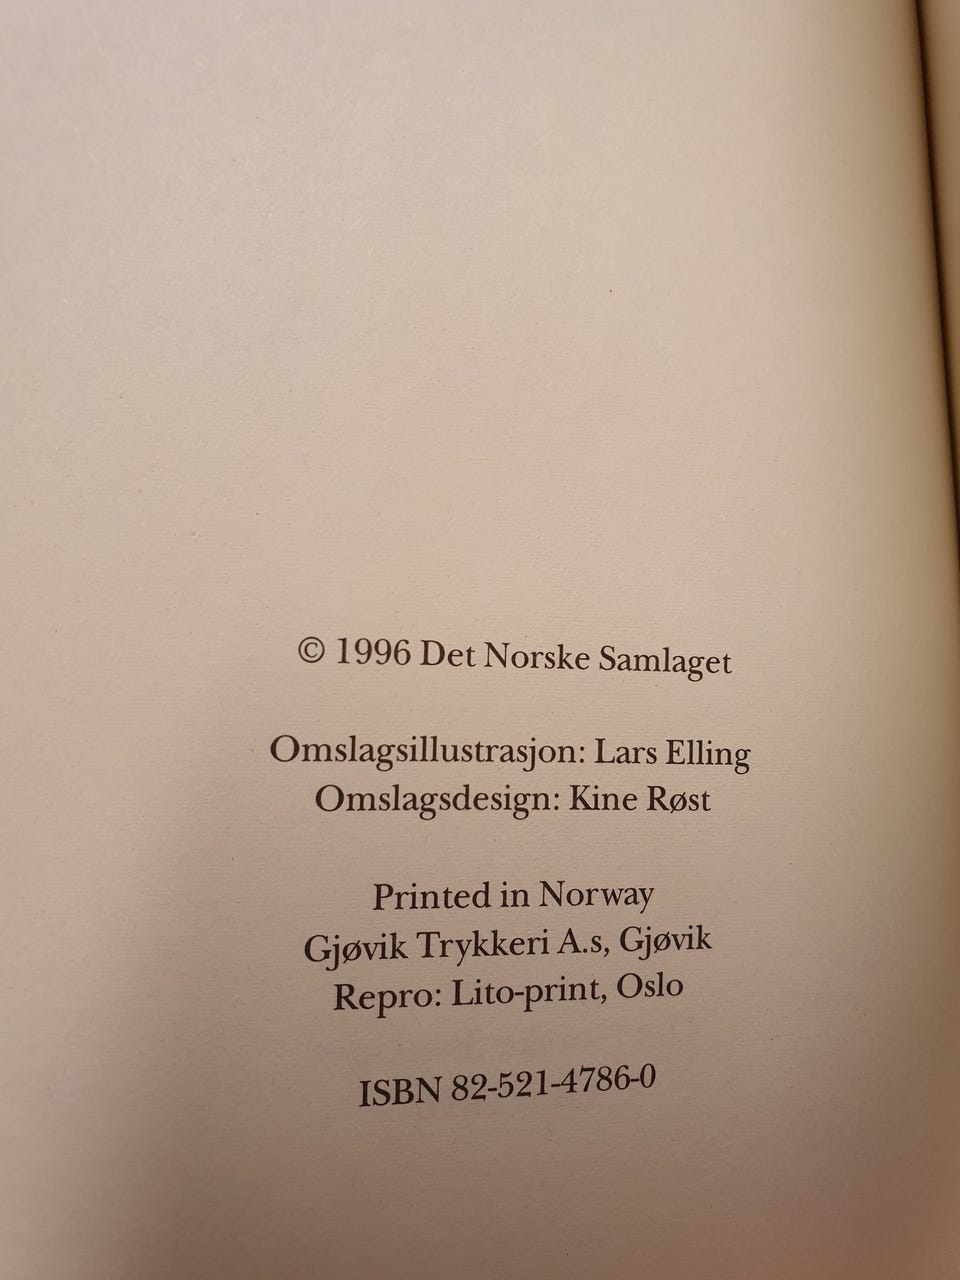 © 1996 Det Norske Samlaget
Omslagsillustrasjon: Lars Elling
Omslagsdesign: Kine Røst
Printed in Norway
Gjøvik Trykkeri A.s, Gjøvik
Repro: Lito-print, Oslo
ISBN 82-521-4786-0